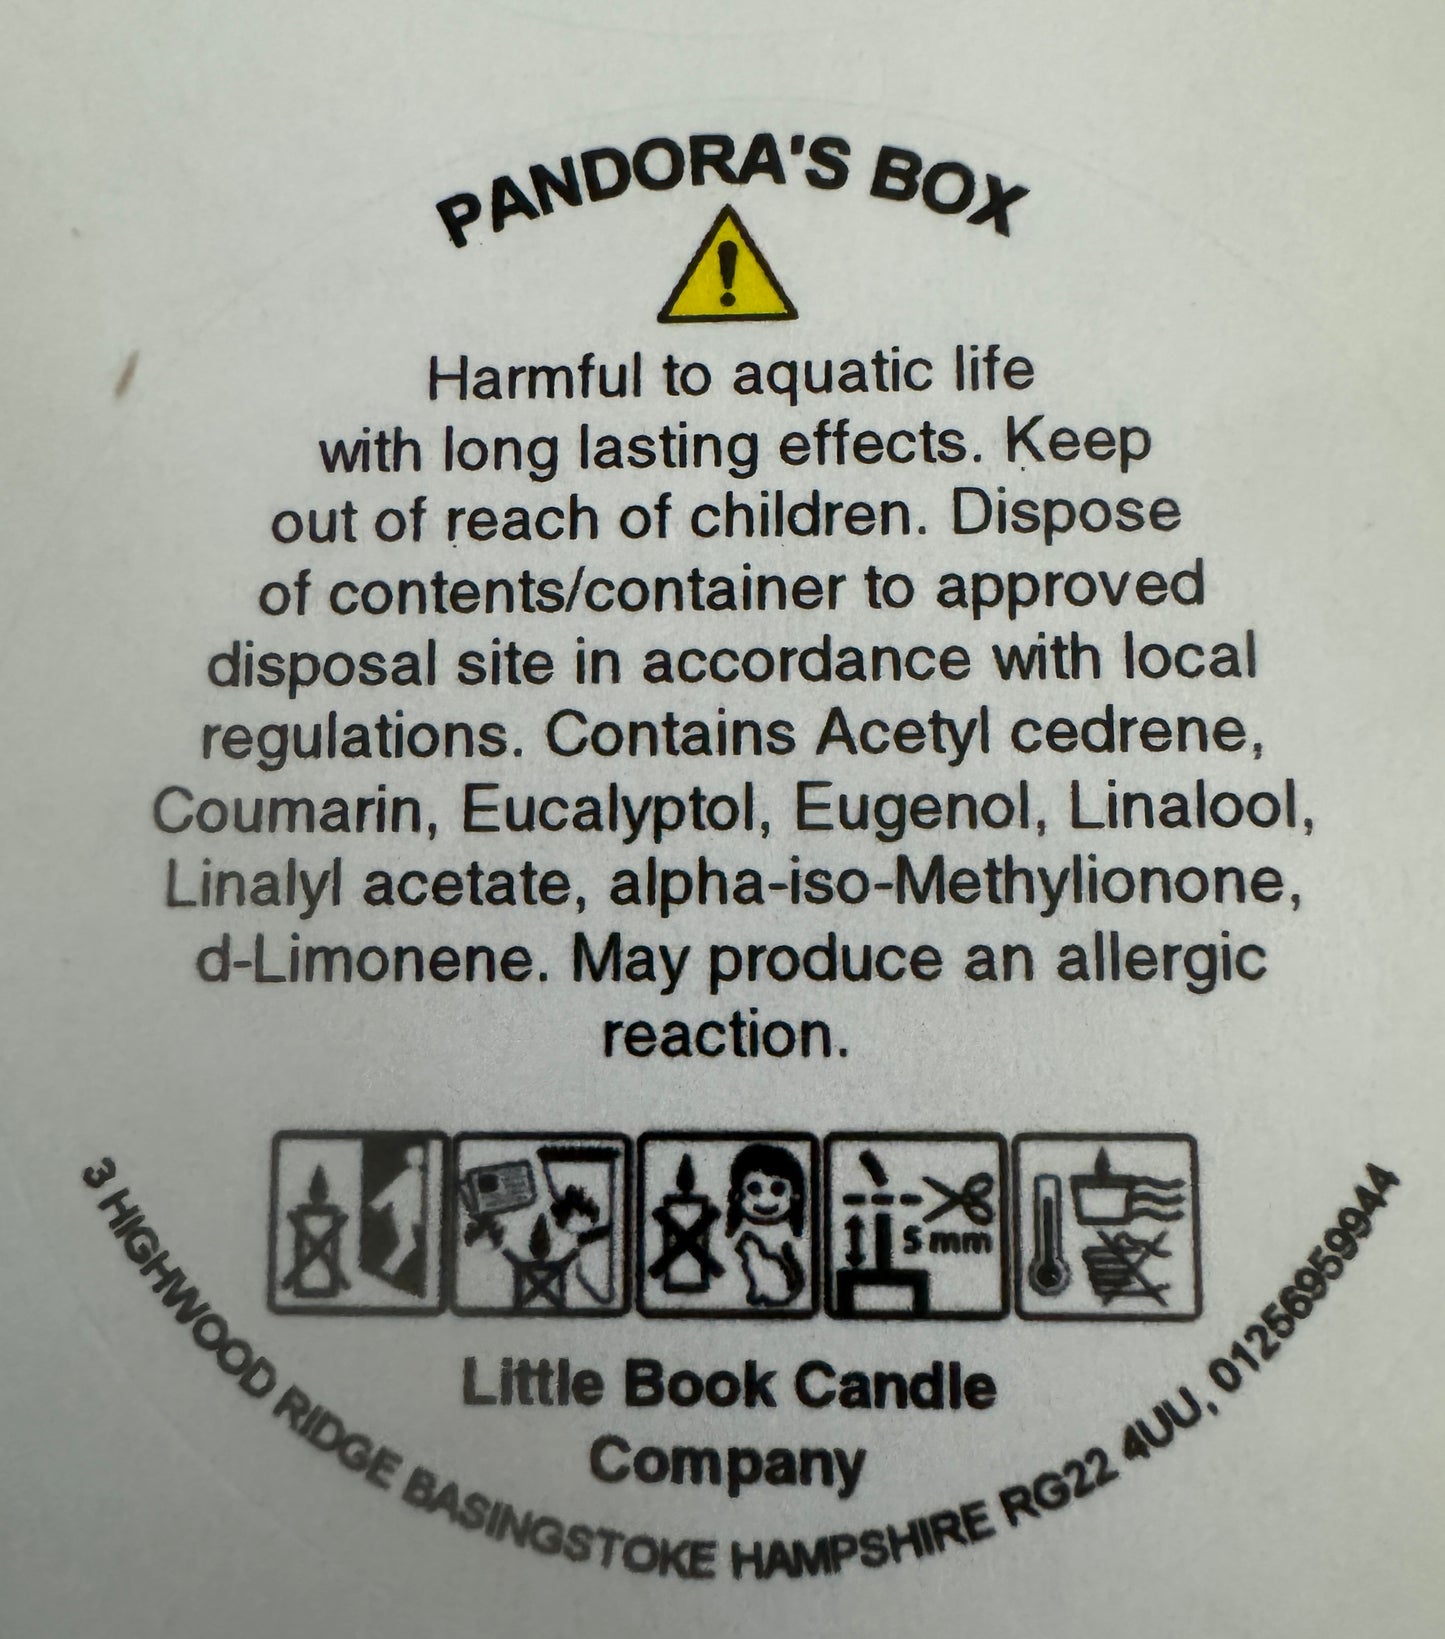 PANDORA'S BOX
Harmful to aquatic life
with long lasting effects. Keep
out of reach of children. Dispose
of contents/container to approved
disposal site in accordance with local
regulations. Contains Acetyl cedrene,
Coumarin, Eucalyptol, Eugenol, Linalool,
Linalyl acetate, alpha-iso-Methylionone,
d-Limonene. May produce an allergic
reaction.
5 mm
Little Book Candle
Company
3 HIGHWOOD RIDGE BASINGSTOKE HAMPSHIRE RG22 4UU, 01256959944